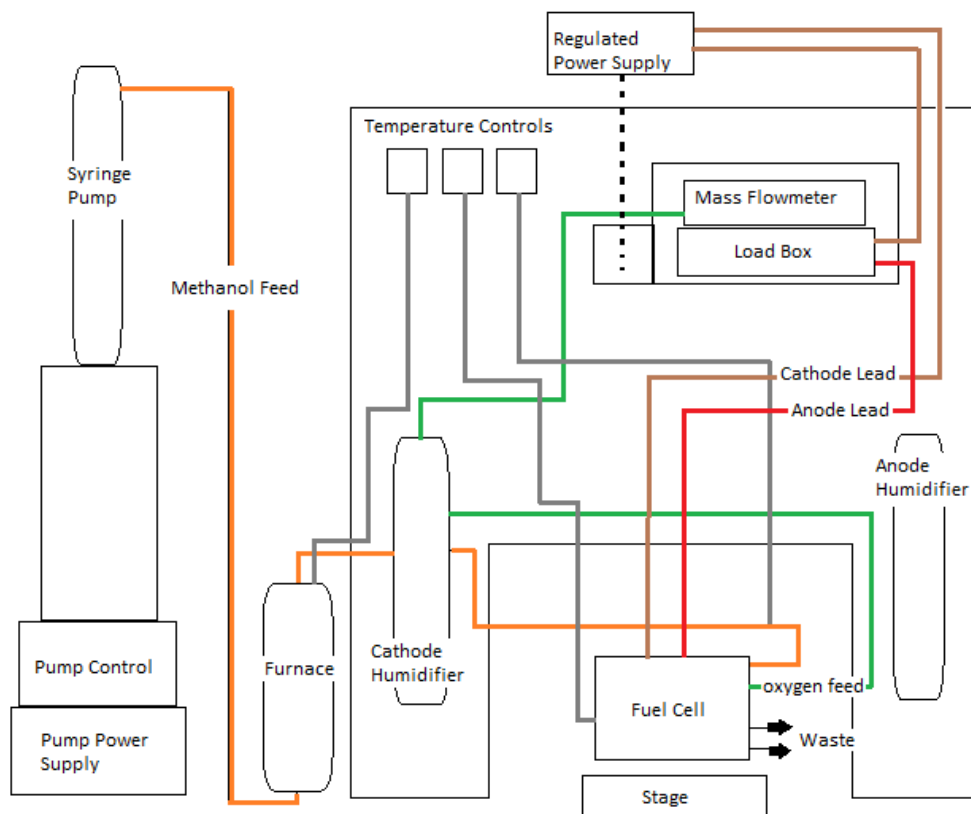 Regulated
Power Supply
Temperature Controls
Syringe
Pump
Mass Flowmeter
Load Box
Methanol Feed
Cathode Lead
Anode Lead
Anode
Humidifier
Pump Control
Furnace
Cathode
Humidifier
oxygen feed
Fuel Cell
Pump Power
Supply
Waste
Stage